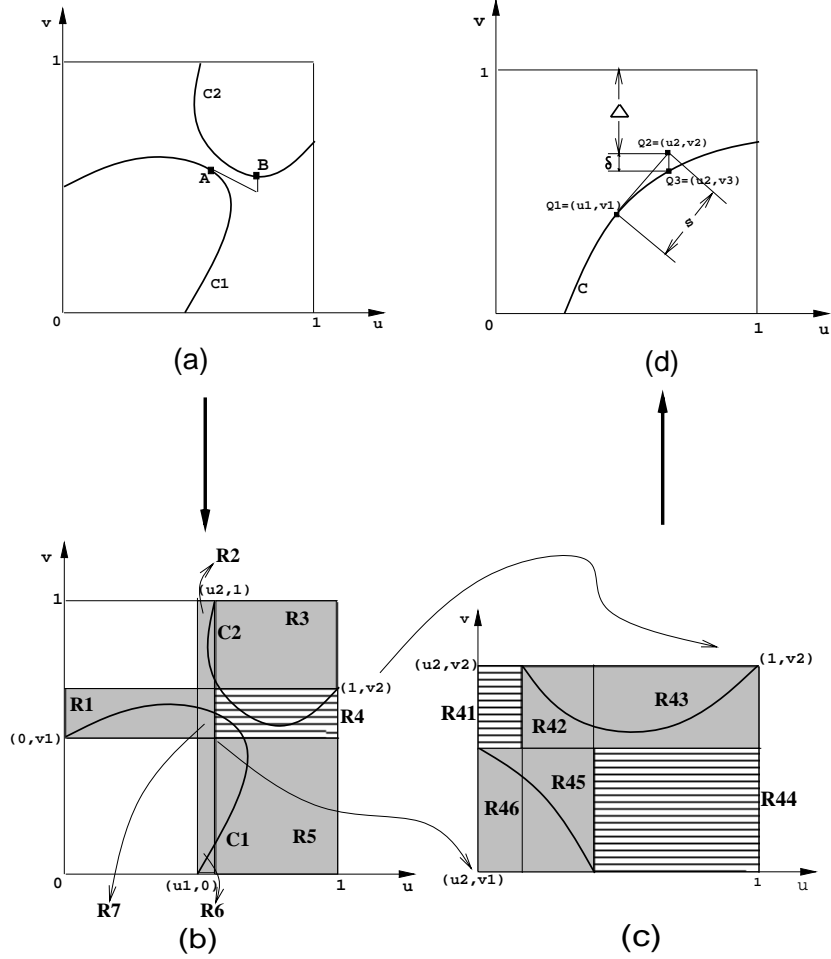 v
1
C2
A
B
C1
0
1
u
(a)
v
1
Δ
Q2=(u2,v2)
δ
Q3=(u2,v3)
Q1=(u1,v1)
s
C
0
1
u
(d)
v
R2
(u2,1)
1
C2
R3
R1
(1,v2)
R4
(0,v1)
C1
R5
0
(u1,0)
1
u
R7
R6
(b)
v
(u2,v2)
(1,v2)
R41
R42
R43
R46
R45
R44
(u2,v1)
1
u
(c)